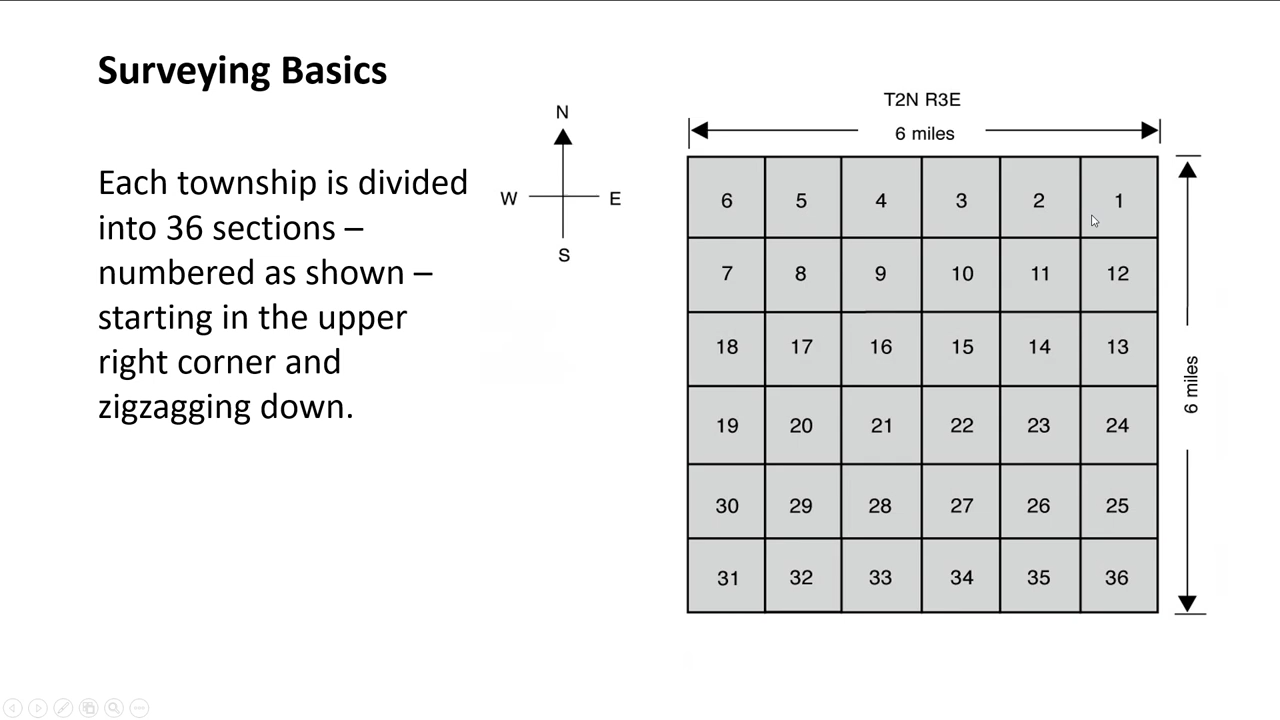 Surveying Basics
Each township is divided
into 36 sections –
numbered as shown –
starting in the upper
right corner and
zigzagging down.
N
W E
S
T2N R3E
6 miles
6 5 4 3 2 1
7 8 9 10 11 12
18 17 16 15 14 13
19 20 21 22 23 24
30 29 28 27 26 25
31 32 33 34 35 36
6 miles